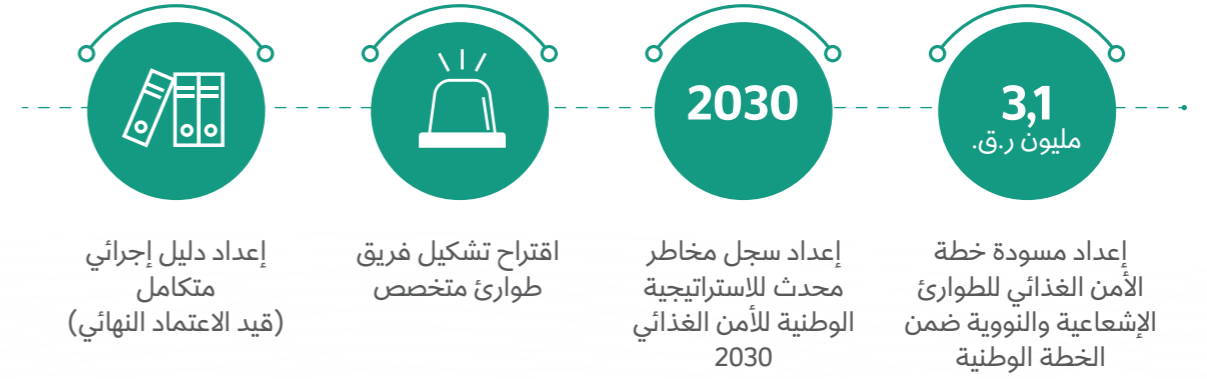 3,1
مليون ر.ق.
إعداد مسودة خطة
الأمن الغذائي للطوارئ
الإشعاعية والنووية ضمن
الخطة الوطنية
2030
إعداد سجل مخاطر
محدث للاستراتيجية
الوطنية للأمن الغذائي
2030
اقتراح تشكيل فريق
طوارئ متخصص
إعداد دليل إجرائي
متكامل
(قيد الاعتماد النهائي)